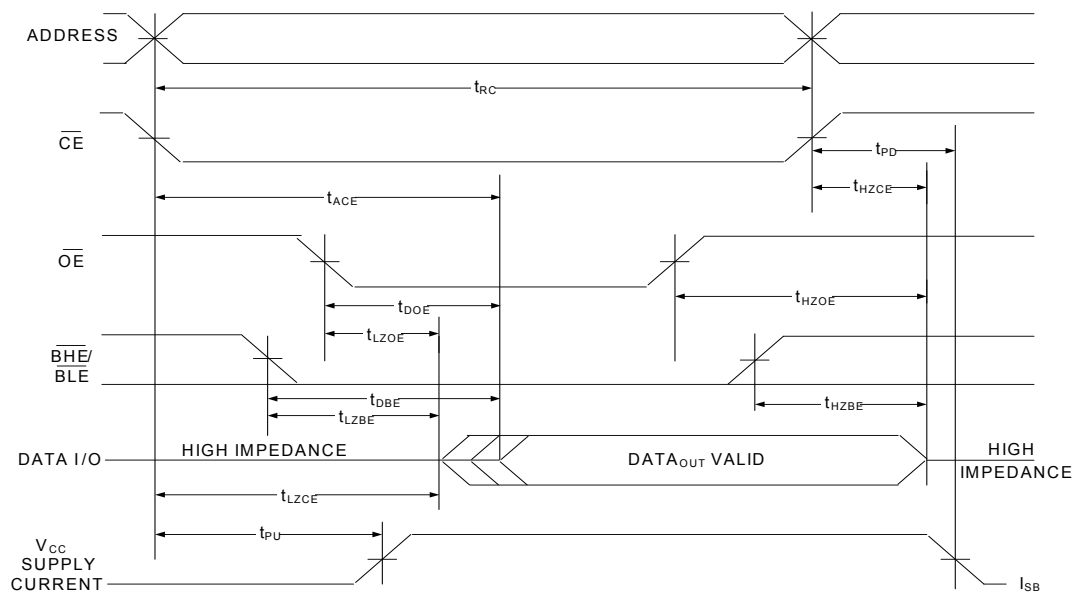 ADDRESS
tRC
CE
tPD
tHZCE
tACE
OE
tDOE
tHZOE
tLZOE
BHE/
BLE
tDBE
tHZBE
tLZBE
HIGH IMPEDANCE
DATA I/O
DATAOUT VALID
HIGH
IMPEDANCE
tLZCE
tPU
VCC
SUPPLY
CURRENT
ISB